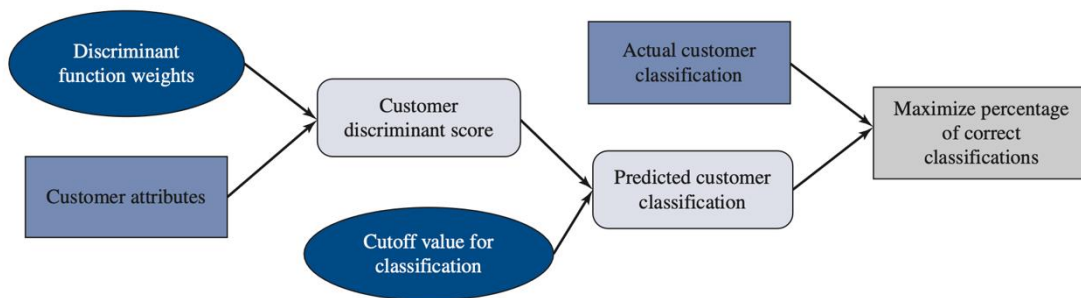 Discriminant
function weights
Customer attributes
Customer
discriminant score
Cutoff value for
classification
Actual customer
classification
Predicted customer
classification
Maximize percentage
of correct
classifications